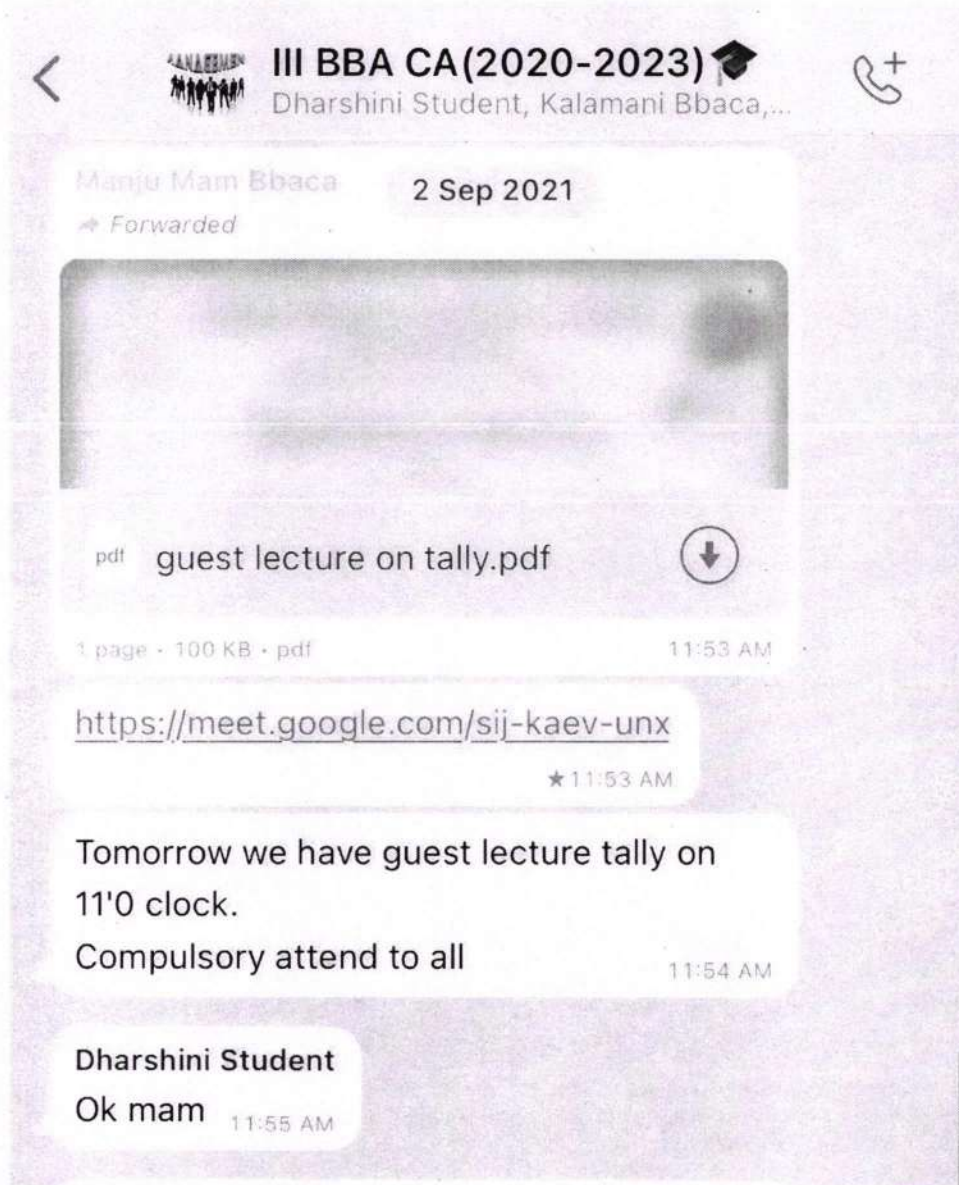 III BBA CA(2020-2023)
Dharshini Student, Kalamani Bbaca,...
Manju Mam Bbaca
2 Sep 2021
Forwarded
pdf guest lecture on tally.pdf
1 page · 100 KB · pdf 11:53 AM
https://meet.google.com/sij-kaev-unx
★11:53 AM
Tomorrow we have guest lecture tally on
11'0 clock.
Compulsory attend to all 11:54 AM
Dharshini Student
Ok mam 11:55 AM